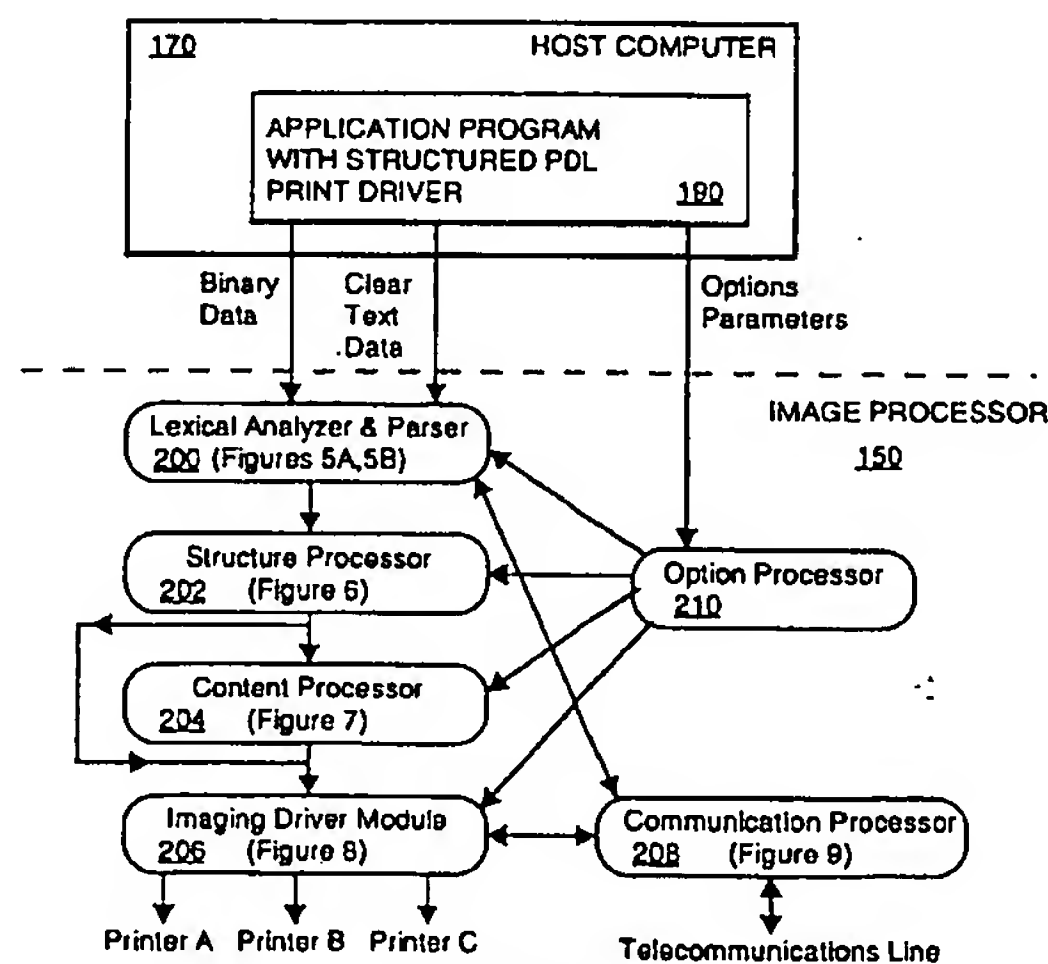 170 HOST COMPUTER
APPLICATION PROGRAM
WITH STRUCTURED PDL
PRINT DRIVER 190
Binary
Data
Clear
Text
Data
Options
Parameters
IMAGE PROCESSOR
150
Lexical Analyzer & Parser
200 (Figures 5A,5B)
Structure Processor
202 (Figure 6)
Option Processor
210
Content Processor
204 (Figure 7)
Imaging Driver Module
206 (Figure 8)
Communication Processor
208 (Figure 9)
Printer A Printer B Printer C
Telecommunications Line